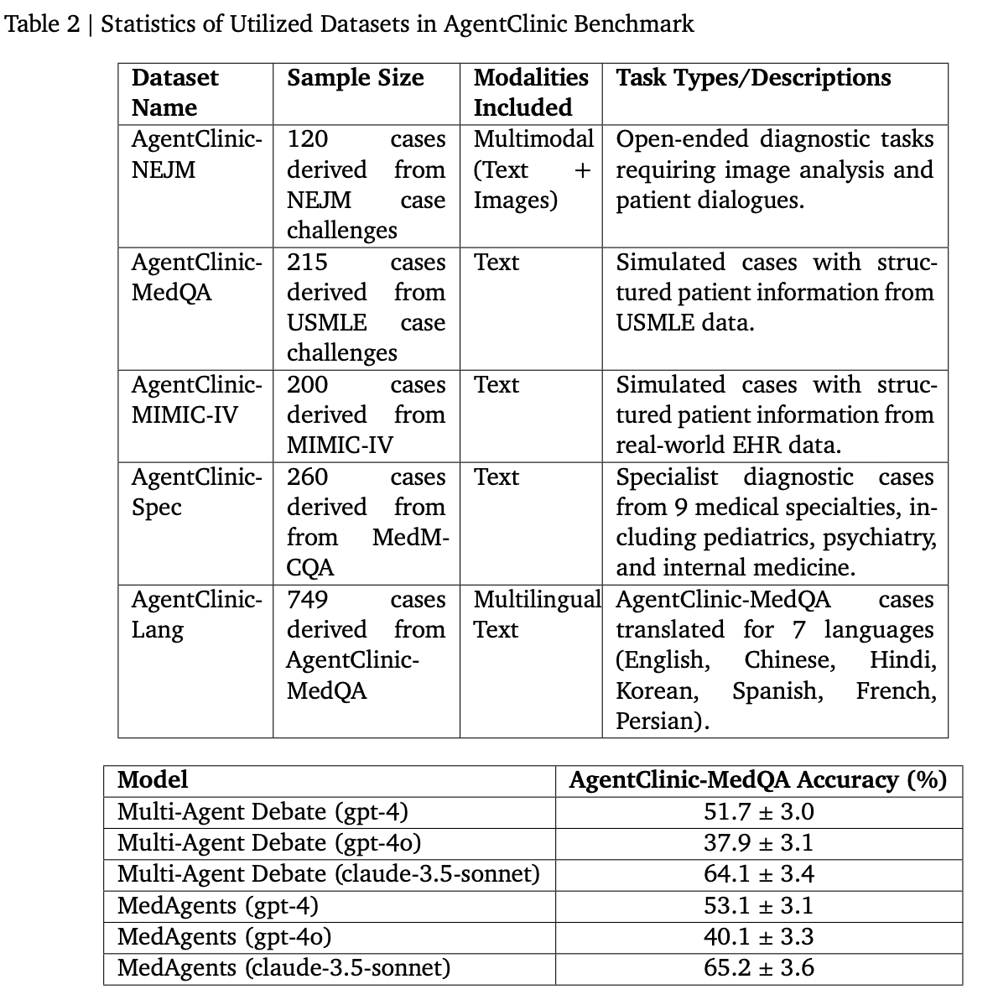 Table 2 | Statistics of Utilized Datasets in AgentClinic Benchmark
Dataset Name | Sample Size | Modalities Included | Task Types/Descriptions
AgentClinic-NEJM | 120 cases derived from NEJM case challenges | Multimodal (Text + Images) | Open-ended diagnostic tasks requiring image analysis and patient dialogues.
AgentClinic-MedQA | 215 cases derived from USMLE case challenges | Text | Simulated cases with structured patient information from USMLE data.
AgentClinic-MIMIC-IV | 200 cases derived from MIMIC-IV | Text | Simulated cases with structured patient information from real-world EHR data.
AgentClinic-Spec | 260 cases derived from from MedM-CQA | Text | Specialist diagnostic cases from 9 medical specialties, including pediatrics, psychiatry, and internal medicine.
AgentClinic-Lang | 749 cases derived from AgentClinic-MedQA | Multilingual Text | AgentClinic-MedQA cases translated for 7 languages (English, Chinese, Hindi, Korean, Spanish, French, Persian).
Model | AgentClinic-MedQA Accuracy (%)
Multi-Agent Debate (gpt-4) | 51.7 ± 3.0
Multi-Agent Debate (gpt-4o) | 37.9 ± 3.1
Multi-Agent Debate (claude-3.5-sonnet) | 64.1 ± 3.4
MedAgents (gpt-4) | 53.1 ± 3.1
MedAgents (gpt-4o) | 40.1 ± 3.3
MedAgents (claude-3.5-sonnet) | 65.2 ± 3.6